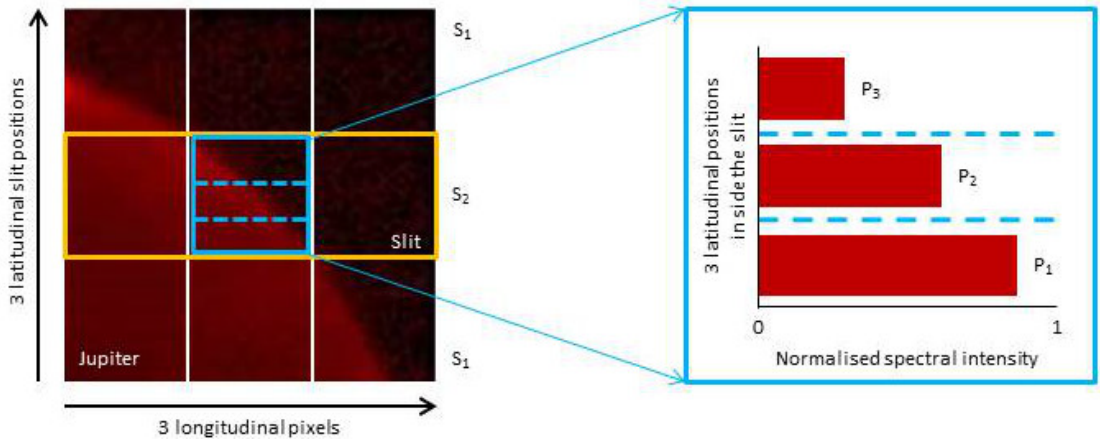 3 latitudinal slit positions
S₁
S₂
Slit
S₁
Jupiter
3 longitudinal pixels
3 latitudinal positions
in side the slit
P₃
P₂
P₁
0
1
Normalised spectral intensity